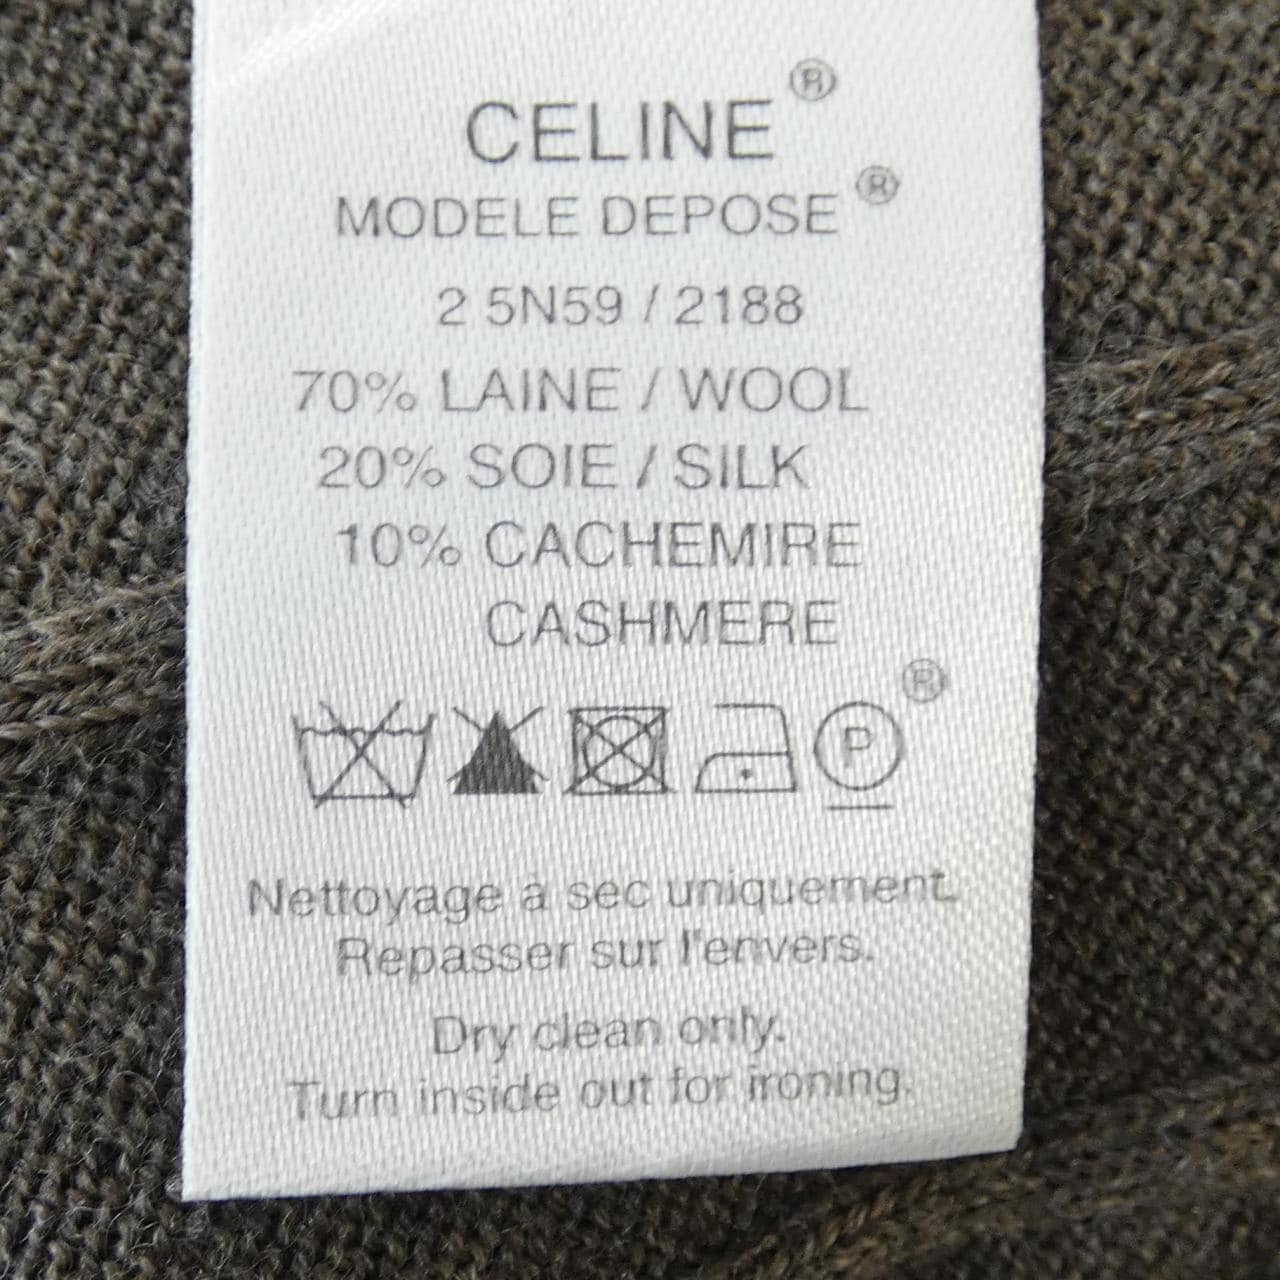 CELINE®
MODELE DEPOSE®
2 5N59 / 2188
70% LAINE / WOOL
20% SOIE / SILK
10% CACHEMIRE
CASHMERE
P ®
Nettoyage à sec uniquement.
Repasser sur l'envers.
Dry clean only.
Turn inside out for ironing.